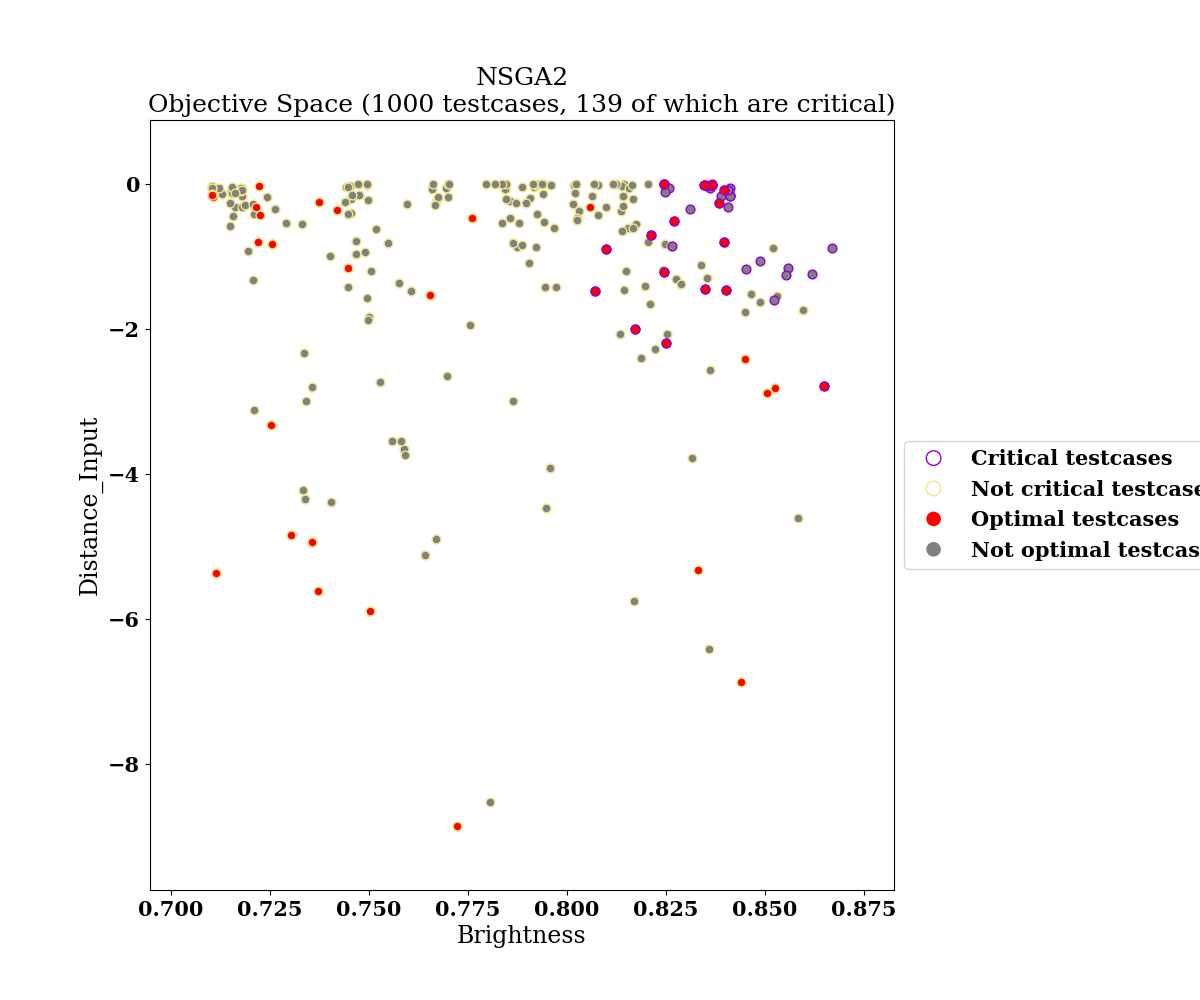 NSGA2
Objective Space (1000 testcases, 139 of which are critical)
0
−2
−4
−6
−8
Distance_Input
0.700 0.725 0.750 0.775 0.800 0.825 0.850 0.875
Brightness
Critical testcases
Not critical testcase
Optimal testcases
Not optimal testcas